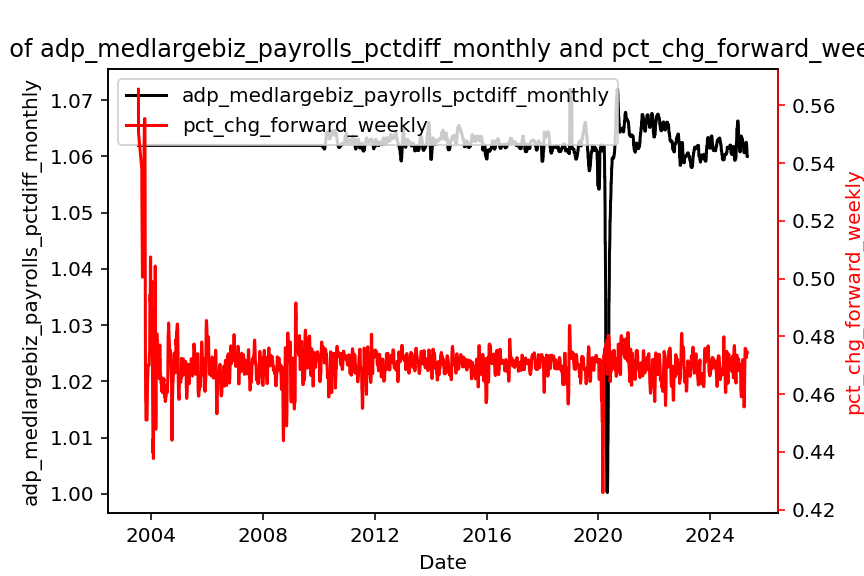 of adp_medlargebiz_payrolls_pctdiff_monthly and pct_chg_forward_wee
adp_medlargebiz_payrolls_pctdiff_monthly
pct_chg_forward_weekly
adp_medlargebiz_payrolls_pctdiff_monthly
1.07
1.06
1.05
1.04
1.03
1.02
1.01
1.00
0.56
0.54
0.52
0.50
0.48
0.46
0.44
0.42
pct_chg_forward_weekly
2004 2008 2012 2016 2020 2024
Date